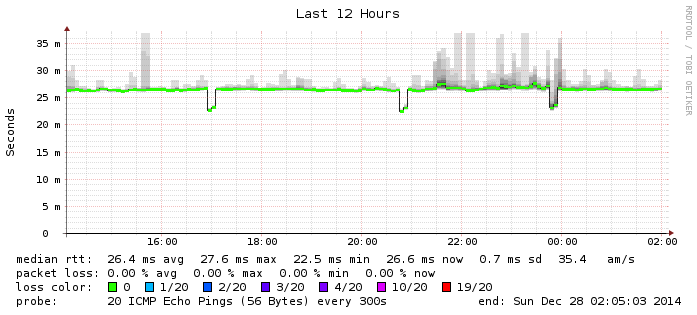 Last 12 Hours
RRDTOOL / TOBI OETIKER
Seconds
35 m
30 m
25 m
20 m
15 m
10 m
5 m
0
16:00 18:00 20:00 22:00 00:00 02:00
median rtt: 26.4 ms avg 27.6 ms max 22.5 ms min 26.6 ms now 0.7 ms sd 35.4 am/s
packet loss: 0.00 % avg 0.00 % max 0.00 % min 0.00 % now
loss color: 0 1/20 2/20 3/20 4/20 10/20 19/20
probe: 20 ICMP Echo Pings (56 Bytes) every 300s end: Sun Dec 28 02:05:03 2014